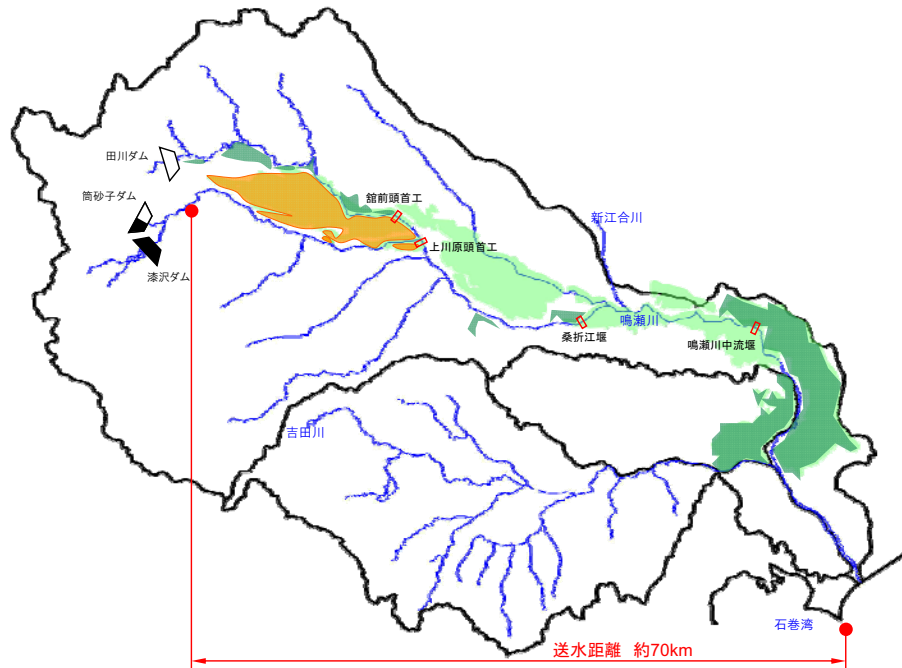 田川ダム
筒砂子ダム
漆沢ダム
舘前頭首工
上川原頭首工
新江合川
鳴瀬川
桑折江堰
鳴瀬川中流堰
吉田川
石巻湾
送水距離 約70km